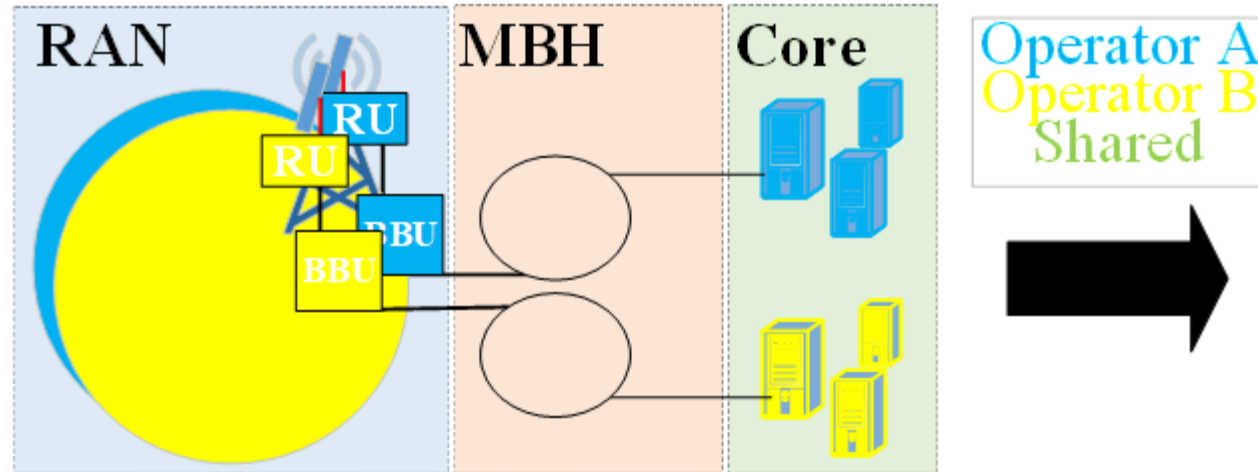 RAN
MBH
Core
RU
RU
BBU
BBU
Operator A
Operator B
Shared